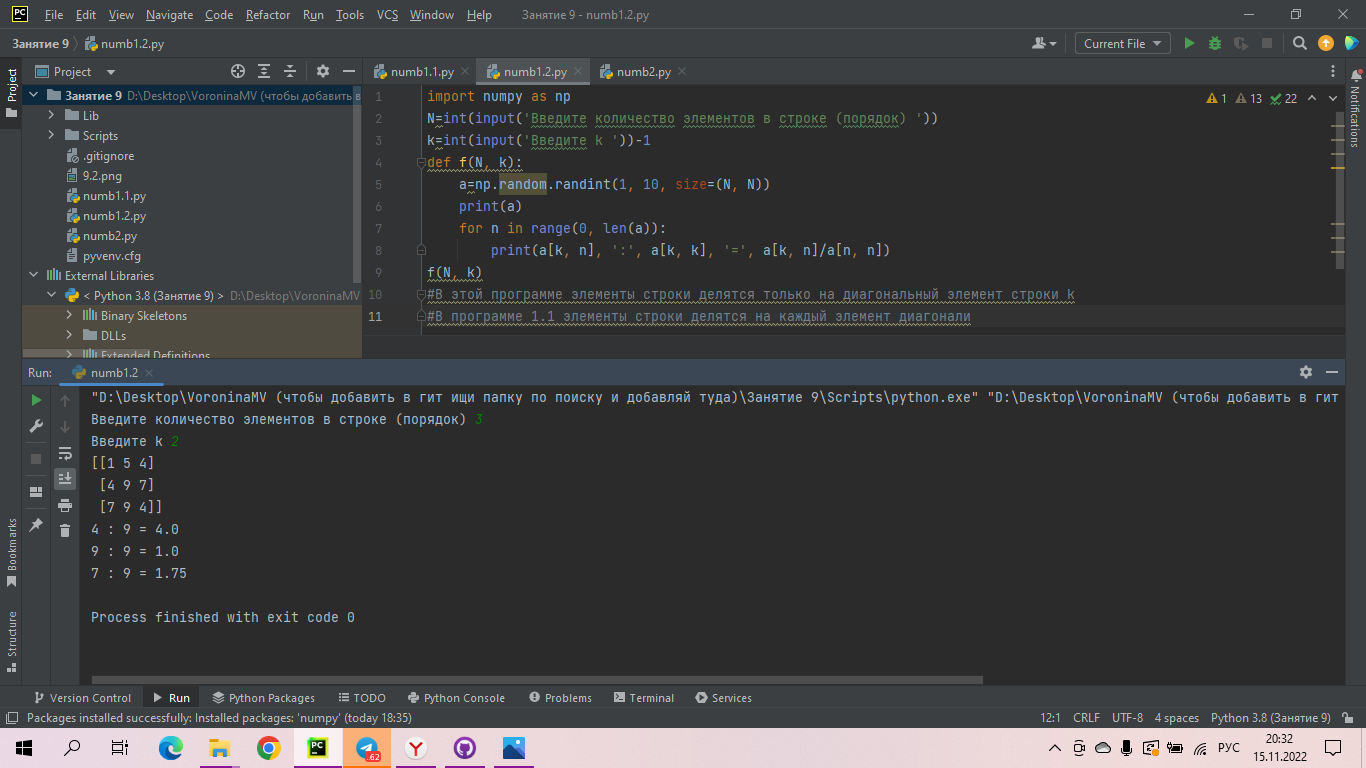 File Edit View Navigate Code Refactor Run Tools VCS Window Help Занятие 9 - numb1.2.py
Занятие 9 numb1.2.py Current File
Project
numb1.1.py numb1.2.py numb2.py
Project
Занятие 9 D:\Desktop\VoroninaMV (чтобы добавить в
Lib
Scripts
.gitignore
9.2.png
numb1.1.py
numb1.2.py
numb2.py
pyvenv.cfg
External Libraries
< Python 3.8 (Занятие 9) > D:\Desktop\VoroninaMV
Binary Skeletons
DLLs
Extended Definitions
1 import numpy as np
2 N=int(input('Введите количество элементов в строке (порядок) '))
3 k=int(input('Введите k '))-1
4 def f(N, k):
5 a=np.random.randint(1, 10, size=(N, N))
6 print(a)
7 for n in range(0, len(a)):
8 print(a[k, n], ':', a[k, k], '=', a[k, n]/a[n, n])
9 f(N, k)
10 #В этой программе элементы строки делятся только на диагональный элемент строки k
11 #В программе 1.1 элементы строки делятся на каждый элемент диагонали
1 13 22
Notifications
Run: numb1.2
"D:\Desktop\VoroninaMV (чтобы добавить в гит ищи папку по поиску и добавляй туда)\Занятие 9\Scripts\python.exe" "D:\Desktop\VoroninaMV (чтобы добавить в гит
Введите количество элементов в строке (порядок) 3
Введите k 2
[[1 5 4]
[4 9 7]
[7 9 4]]
4 : 9 = 4.0
9 : 9 = 1.0
7 : 9 = 1.75
Process finished with exit code 0
Bookmarks
Structure
Version Control Run Python Packages TODO Python Console Problems Terminal Services
Packages installed successfully: Installed packages: 'numpy' (today 18:35) 12:1 CRLF UTF-8 4 spaces Python 3.8 (Занятие 9)
PC .62 РУС 20:32
15.11.2022